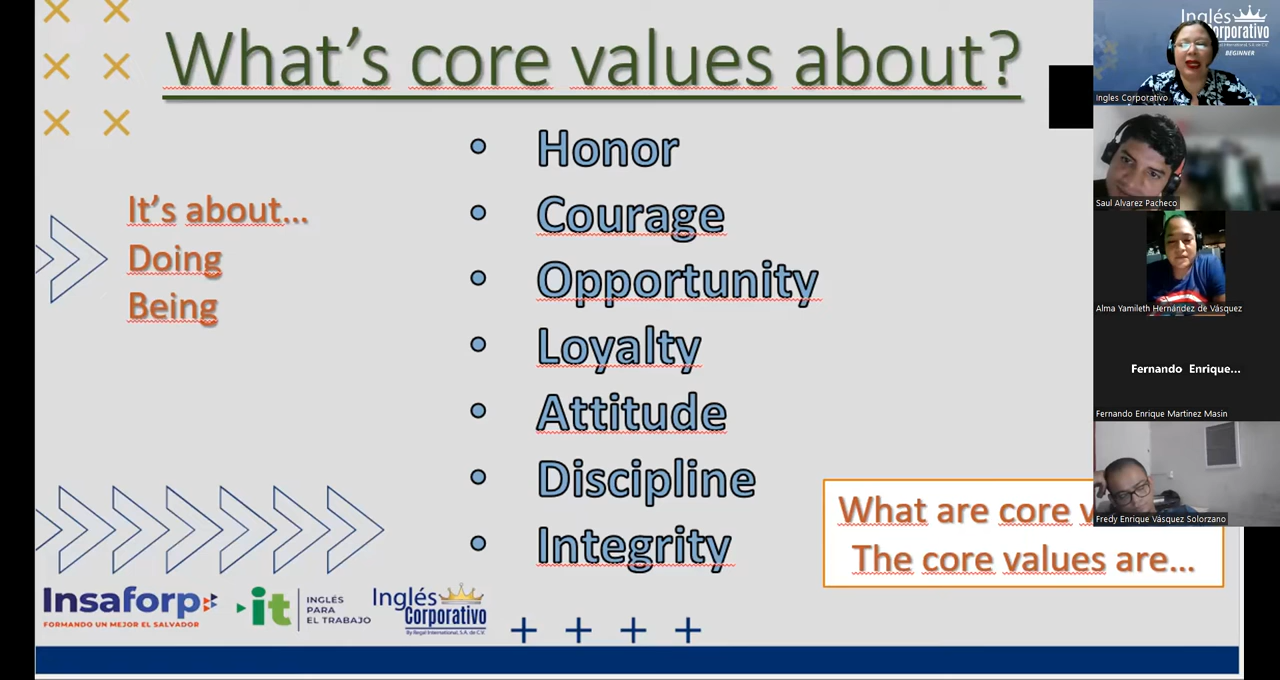 What's core values about?
It's about...
Doing
Being
• Honor
• Courage
• Opportunity
• Loyalty
• Attitude
• Discipline
• Integrity
What are core v
The core values are...
Insaforp
FORMANDO UN MEJOR EL SALVADOR
it
INGLÉS
PARA
EL TRABAJO
Inglés
Corporativo
By Regal International, S.A. de C.V.
Inglés
Corporativo
BEGINNER
Ingles Corporativo
Saul Alvarez Pacheco
Alma Yamileth Hernández de Vásquez
Fernando Enrique...
Fernando Enrique Martinez Masin
Fredy Enrique Vásquez Solorzano